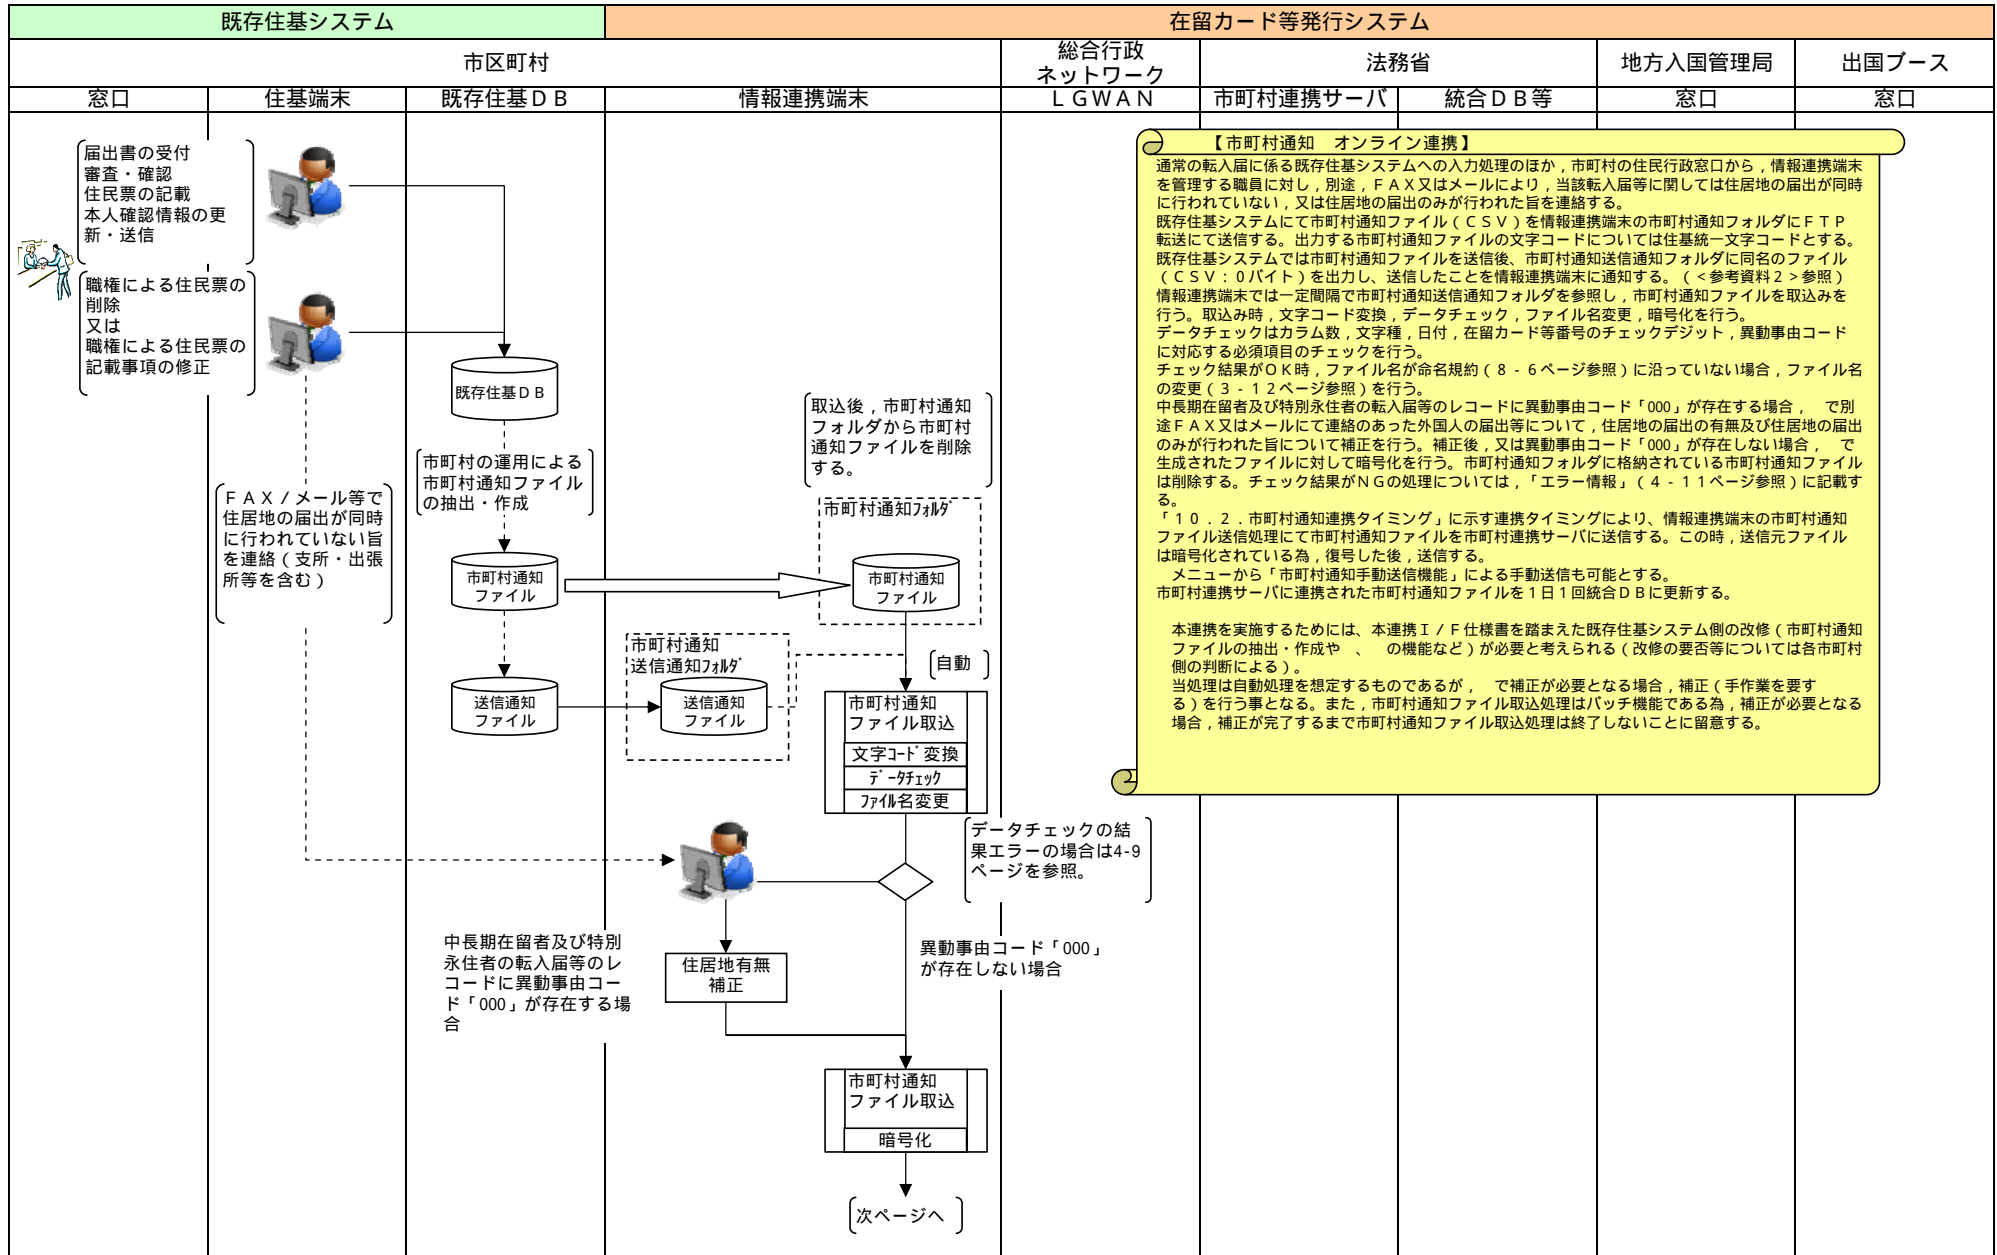 既存住基システム
在留カード等発行システム
市区町村
総合行政
ネットワーク
法務省
地方入国管理局
出国ブース
窓口
住基端末
既存住基ＤＢ
情報連携端末
ＬＧＷＡＮ
市町村連携サーバ
統合ＤＢ等
窓口
窓口
届出書の受付
審査・確認
住民票の記載
本人確認情報の更
新・送信
職権による住民票の
削除
又は
職権による住民票の
記載事項の修正
既存住基ＤＢ
市町村の運用による
市町村通知ファイル
の抽出・作成
ＦＡＸ/メール等で
住居地の届出が同時
に行われていない旨
を連絡（支所・出張
所等を含む）
取込後，市町村通知
フォルダから市町村
通知ファイルを削除
する。
市町村通知ﾌｫﾙﾀﾞ
市町村通知
ファイル
市町村通知
ファイル
市町村通知
送信通知ﾌｫﾙﾀﾞ
自動
送信通知
ファイル
送信通知
ファイル
市町村通知
ファイル取込
文字ｺｰﾄﾞ変換
ﾃﾞｰﾀﾁｪｯｸ
ﾌｧｲﾙ名変更
データチェックの結
果エラーの場合は4-9
ページを参照。
中長期在留者及び特別
永住者の転入届等のレ
コードに異動事由コー
ド「000」が存在する場
合
住居地有無
補正
異動事由コード「000」
が存在しない場合
市町村通知
ファイル取込
暗号化
次ページへ
【市町村通知　オンライン連携】
通常の転入届に係る既存住基システムへの入力処理のほか，市町村の住民行政窓口から，情報連携端末
を管理する職員に対し，別途，ＦＡＸ又はメールにより，当該転入届等に関しては住居地の届出が同時
に行われていない，又は住居地の届出のみが行われた旨を連絡する。
既存住基システムにて市町村通知ファイル（ＣＳＶ）を情報連携端末の市町村通知フォルダにＦＴＰ
転送にて送信する。出力する市町村通知ファイルの文字コードについては住基統一文字コードとする。
既存住基システムでは市町村通知ファイルを送信後、市町村通知送信通知フォルダに同名のファイル
（ＣＳＶ：０バイト）を出力し、送信したことを情報連携端末に通知する。（＜参考資料２＞参照）
情報連携端末では一定間隔で市町村通知送信通知フォルダを参照し，市町村通知ファイルを取込みを
行う。取込み時，文字コード変換，データチェック，ファイル名変更，暗号化を行う。
データチェックはカラム数，文字種，日付，在留カード等番号のチェックデジット，異動事由コード
に対応する必須項目のチェックを行う。
チェック結果がＯＫ時，ファイル名が命名規約（８‐６ページ参照）に沿っていない場合，ファイル名
の変更（３‐１２ページ参照）を行う。
中長期在留者及び特別永住者の転入届等のレコードに異動事由コード「000」が存在する場合，　で別
途ＦＡＸ又はメールにて連絡のあった外国人の届出等について，住居地の届出の有無及び住居地の届出
のみが行われた旨について補正を行う。補正後，又は異動事由コード「000」が存在しない場合，　で
生成されたファイルに対して暗号化を行う。市町村通知フォルダに格納されている市町村通知ファイル
は削除する。チェック結果がＮＧの処理については，「エラー情報」（４‐１１ページ参照）に記載す
る。
「１０．２．市町村通知連携タイミング」に示す連携タイミングにより、情報連携端末の市町村通知
ファイル送信処理にて市町村通知ファイルを市町村連携サーバに送信する。この時，送信元ファイル
は暗号化されている為，復号した後，送信する。
メニューから「市町村通知手動送信機能」による手動送信も可能とする。
市町村連携サーバに連携された市町村通知ファイルを１日１回統合ＤＢに更新する。
本連携を実施するためには、本連携Ｉ／Ｆ仕様書を踏まえた既存住基システム側の改修（市町村通知
ファイルの抽出・作成や　、　の機能など）が必要と考えられる（改修の要否等については各市町村
側の判断による）。
当処理は自動処理を想定するものであるが，　で補正が必要となる場合，補正（手作業を要す
る）を行う事となる。また，市町村通知ファイル取込処理はバッチ機能である為，補正が必要となる
場合，補正が完了するまで市町村通知ファイル取込処理は終了しないことに留意する。